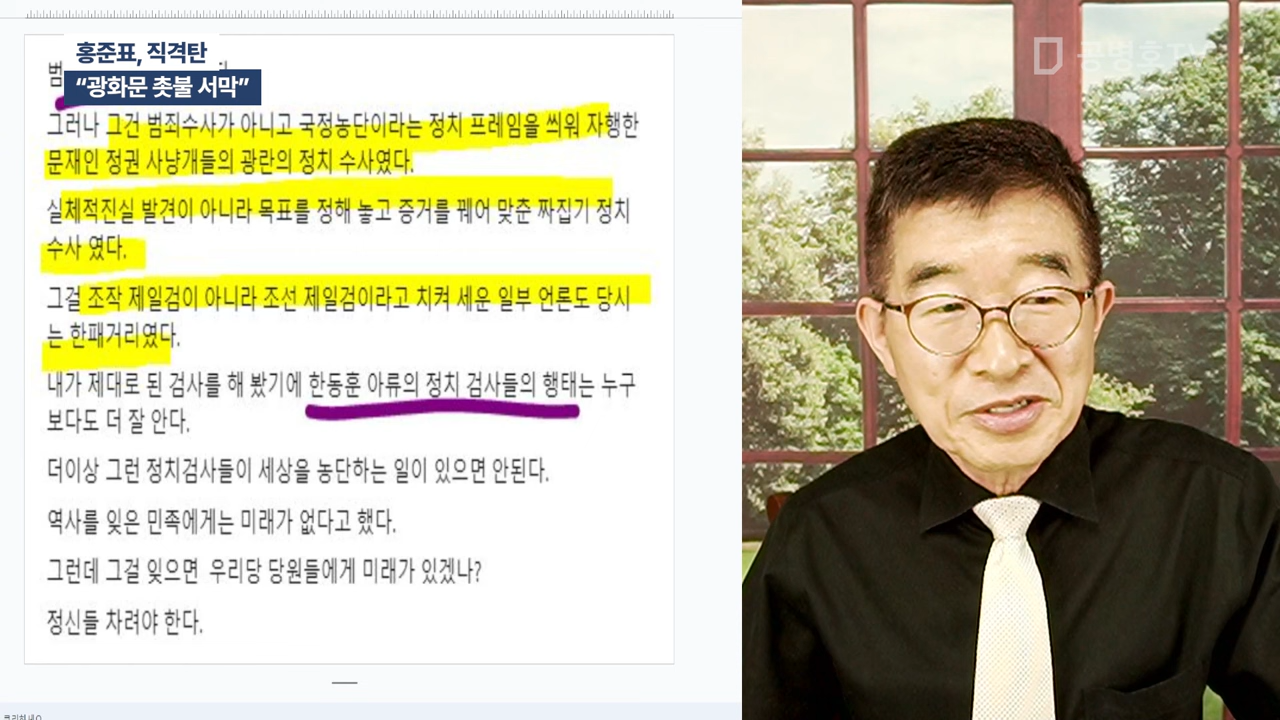 홍준표, 직격탄
“광화문 촛불 서막”
범
그러나 그건 범죄수사가 아니고 국정농단이라는 정치 프레임을 씌워 자행한
문재인 정권 사냥개들의 광란의 정치 수사였다.
실체적진실 발견이 아니라 목표를 정해 놓고 증거를 꿰어 맞춘 짜집기 정치
수사 였다.
그걸 조작 제일검이 아니라 조선 제일검이라고 치켜 세운 일부 언론도 당시
는 한패거리였다.
내가 제대로 된 검사를 해 봤기에 한동훈 아류의 정치 검사들의 행태는 누구
보다도 더 잘 안다.
더이상 그런 정치검사들이 세상을 농단하는 일이 있으면 안된다.
역사를 잊은 민족에게는 미래가 없다고 했다.
그런데 그걸 잊으면 우리당 당원들에게 미래가 있겠나?
정신들 차려야 한다.
공병호TV